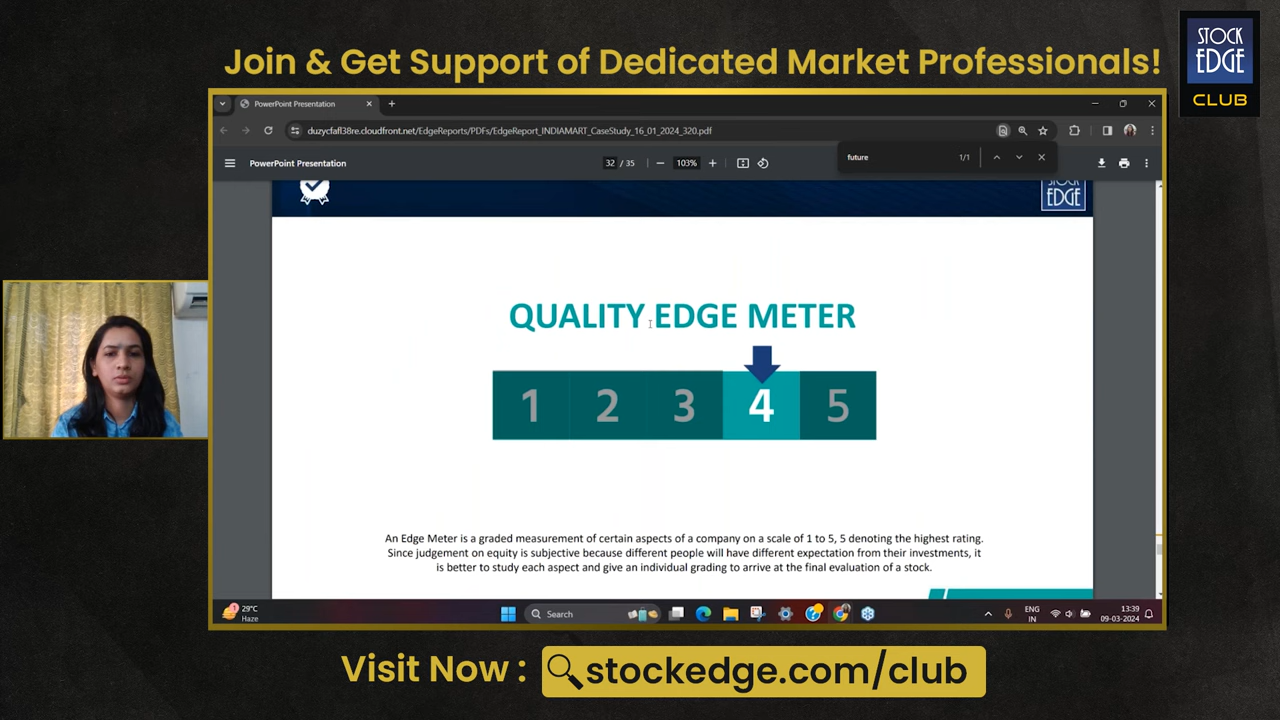 Join & Get Support of Dedicated Market Professionals!
STOCK
EDGE
CLUB
PowerPoint Presentation
duzycfafl38re.cloudfront.net/EdgeReports/PDFs/EdgeReport_INDIAMART_CaseStudy_16_01_2024_320.pdf
PowerPoint Presentation
32 / 35
103%
future
1/1
STOCK
EDGE
QUALITY EDGE METER
1 2 3 4 5
An Edge Meter is a graded measurement of certain aspects of a company on a scale of 1 to 5, 5 denoting the highest rating.
Since judgement on equity is subjective because different people will have different expectation from their investments, it
is better to study each aspect and give an individual grading to arrive at the final evaluation of a stock.
1
29°C
Haze
Search
ENG
IN
13:39
09-03-2024
Visit Now :
stockedge.com/club